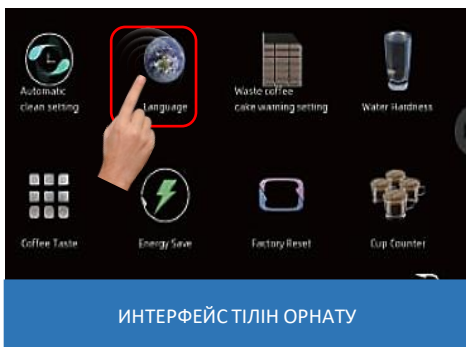 Automatic
clean setting
Language
Waste coffee
cake warning setting
Water Hardness
Coffee Taste
Energy Save
Factory Reset
Cup Counter
ИНТЕРФЕЙС ТІЛІН ОРНАТУ